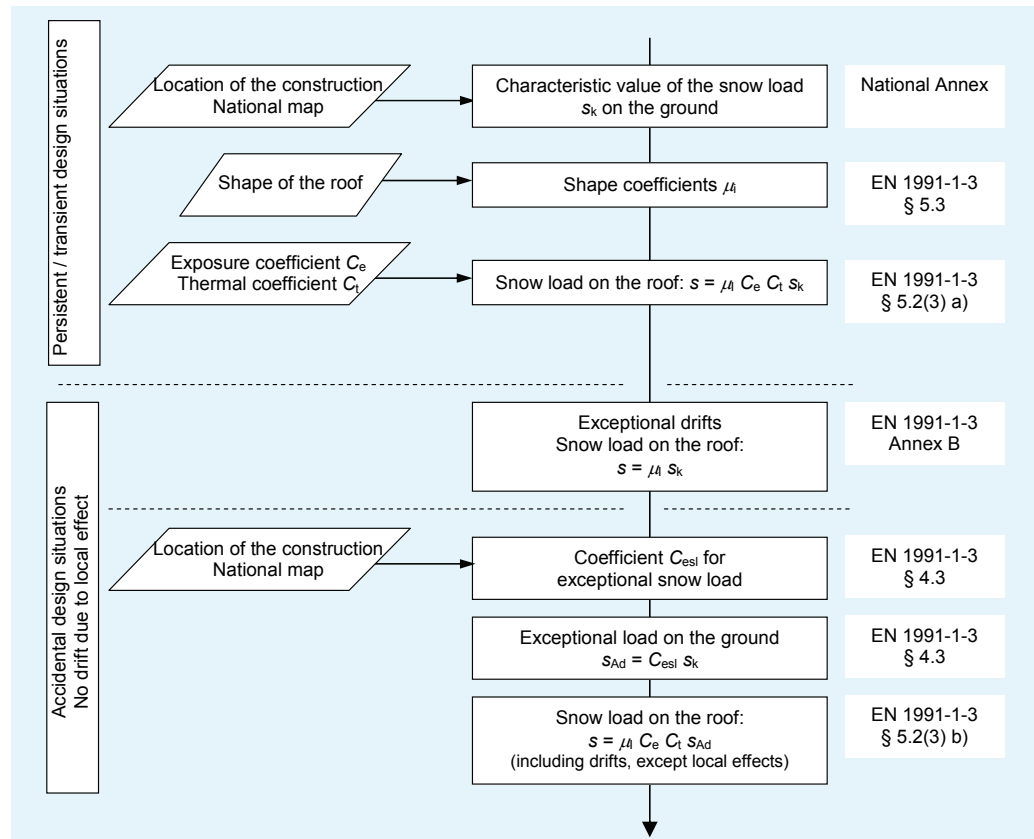 Persistent / transient design situations
Location of the construction
National map
Characteristic value of the snow load
sk on the ground
National Annex
Shape of the roof
Shape coefficients μi
EN 1991-1-3
§ 5.3
Exposure coefficient Ce
Thermal coefficient Ct
Snow load on the roof: s = μi Ce Ct sk
EN 1991-1-3
§ 5.2(3) a)
Accidental design situations
No drift due to local effect
Exceptional drifts
Snow load on the roof:
s = μi sk
EN 1991-1-3
Annex B
Location of the construction
National map
Coefficient Cesl for
exceptional snow load
EN 1991-1-3
§ 4.3
Exceptional load on the ground
sAd = Cesl sk
EN 1991-1-3
§ 4.3
Snow load on the roof:
s = μi Ce Ct sAd
(including drifts, except local effects)
EN 1991-1-3
§ 5.2(3) b)